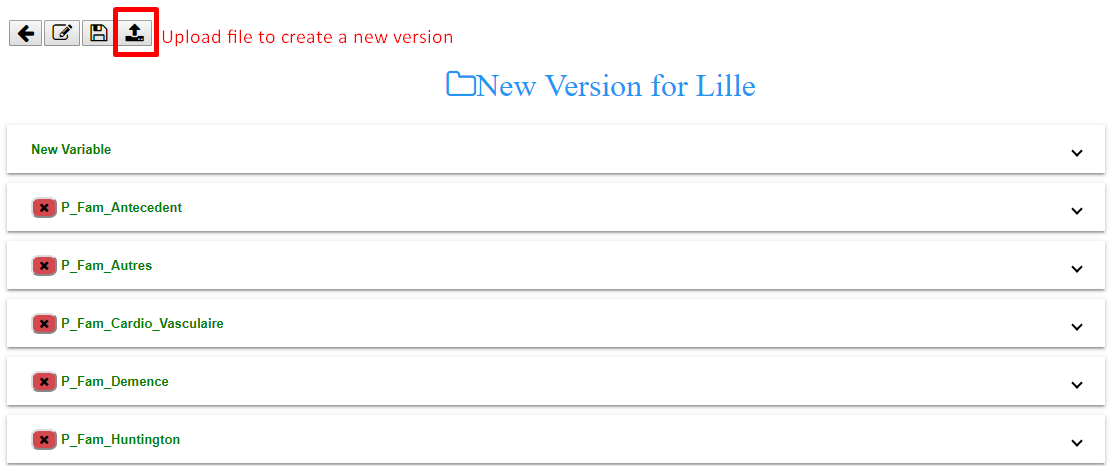 Upload file to create a new version
New Version for Lille
New Variable
P_Fam_Antecedent
P_Fam_Autres
P_Fam_Cardio_Vasculaire
P_Fam_Demence
P_Fam_Huntington